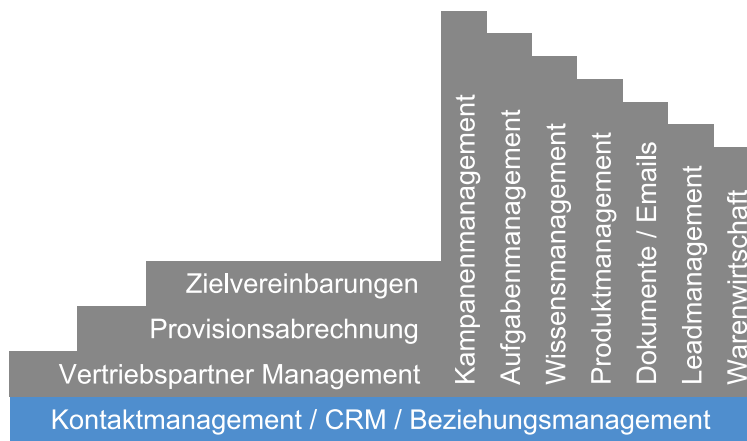 Zielvereinbarungen
Provisionsabrechnung
Vertriebspartner Management
Kampanenmanagement
Aufgabenmanagement
Wissensmanagement
Produktmanagement
Dokumente / Emails
Leadmanagement
Warenwirtschaft
Kontaktmanagement / CRM / Beziehungsmanagement